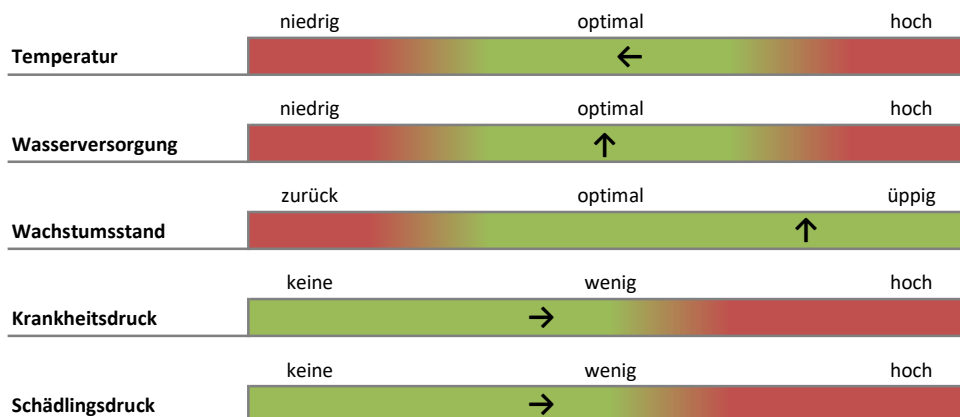 niedrig optimal hoch
Temperatur
niedrig optimal hoch
Wasserversorgung
zurück optimal üppig
Wachstumsstand
keine wenig hoch
Krankheitsdruck
keine wenig hoch
Schädlingsdruck